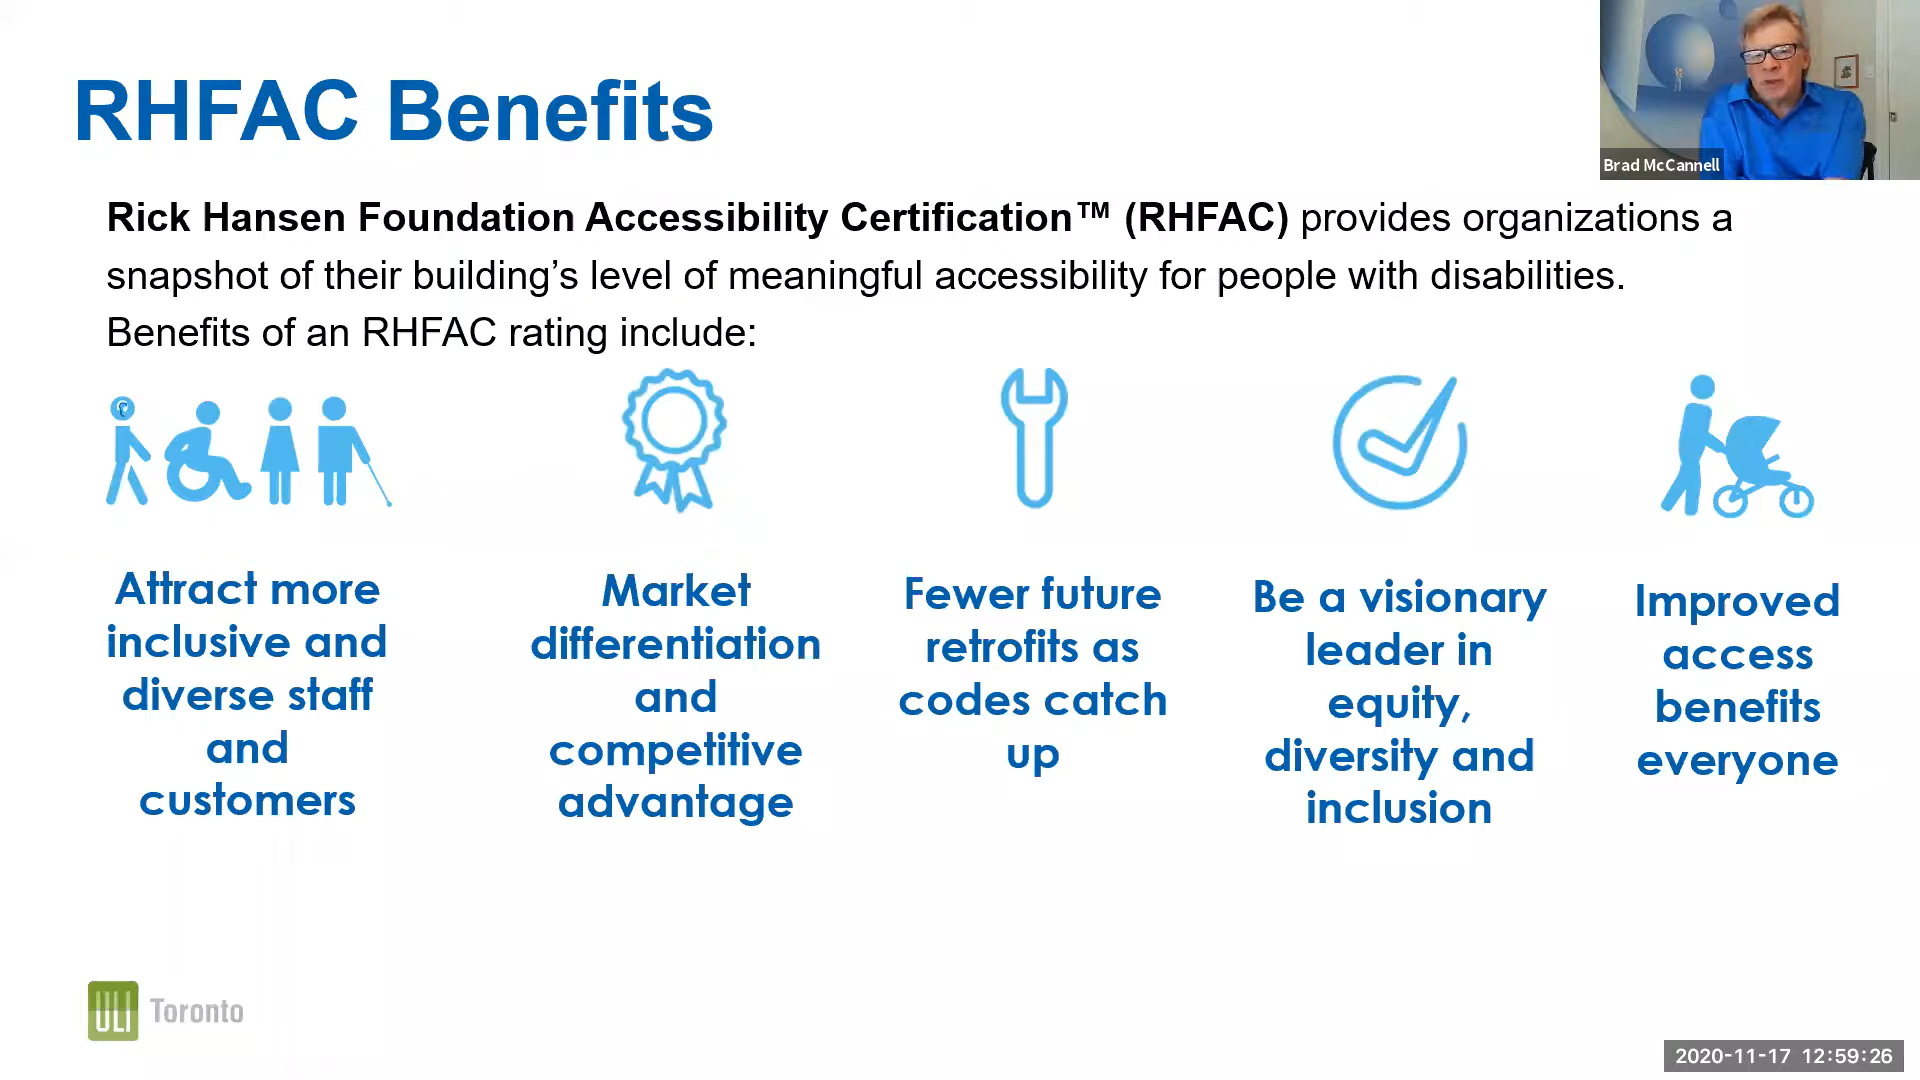 RHFAC Benefits
Brad McCannell
Rick Hansen Foundation Accessibility Certification™ (RHFAC) provides organizations a
snapshot of their building’s level of meaningful accessibility for people with disabilities.
Benefits of an RHFAC rating include:
Attract more
inclusive and
diverse staff
and
customers
Market
differentiation
and
competitive
advantage
Fewer future
retrofits as
codes catch
up
Be a visionary
leader in
equity,
diversity and
inclusion
Improved
access
benefits
everyone
ULI Toronto
2020-11-17 12:59:26